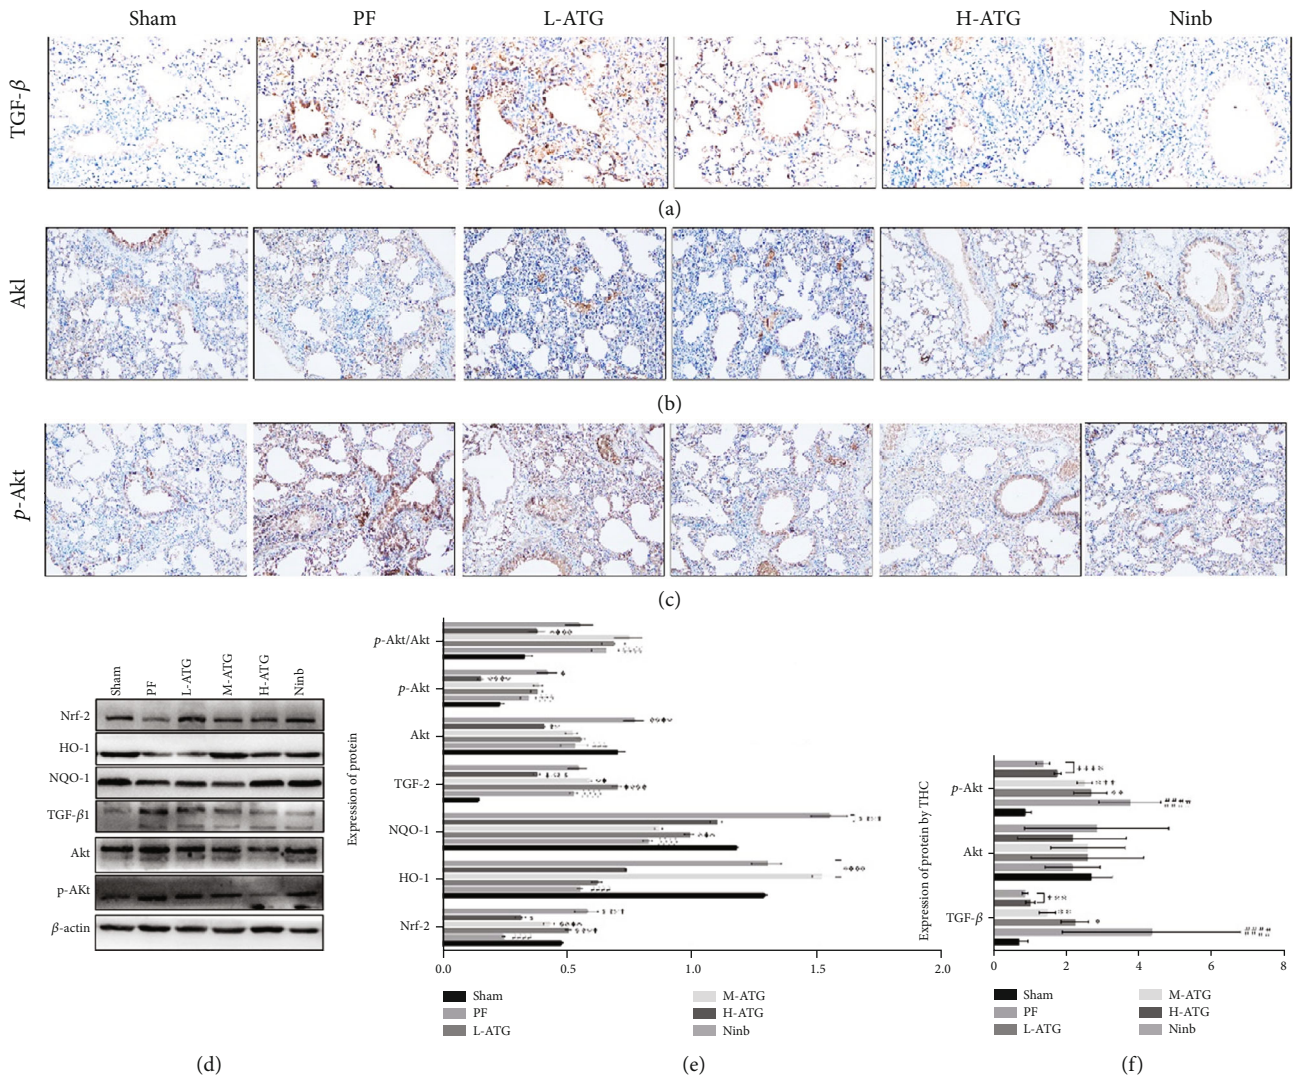 Sham PF L-ATG H-ATG Ninb
TGF-β
(a)
Akl
(b)
p-Akt
(c)
Sham PF L-ATG M-ATG H-ATG Ninb
Nrf-2
HO-1
NQO-1
TGF-β1
Akt
p-AKt
β-actin
(d)
Expression of protein
p-Akt/Akt
p-Akt
Akt
TGF-2
NQO-1
HO-1
Nrf-2
0.0 0.5 1.0 1.5 2.0
Sham M-ATG
PF H-ATG
L-ATG Ninb
(e)
Expression of protein by THC
p-Akt
Akt
TGF-β
0 2 4 6 8
Sham M-ATG
PF H-ATG
L-ATG Ninb
(f)